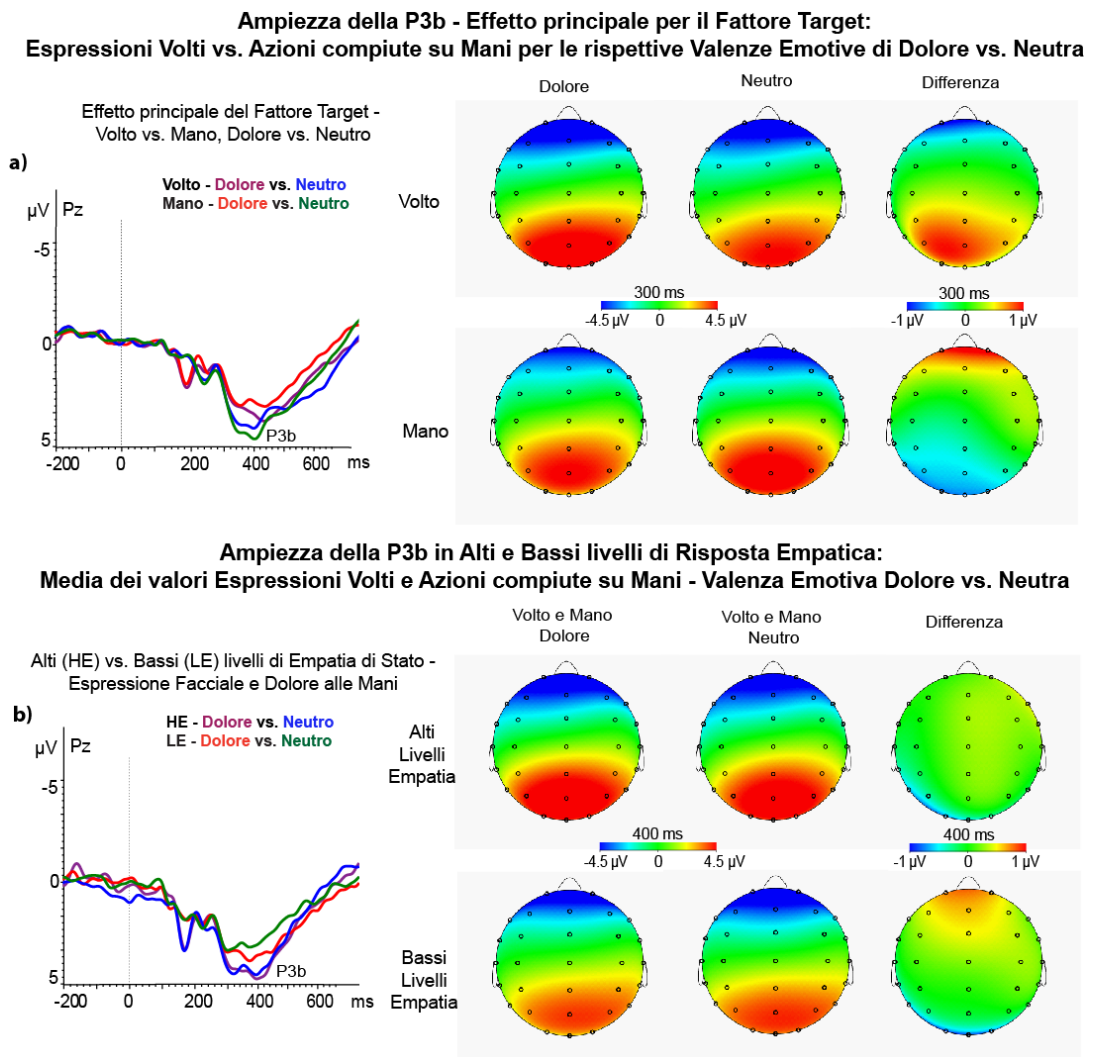 Ampiezza della P3b - Effetto principale per il Fattore Target:
Espressioni Volti vs. Azioni compiute su Mani per le rispettive Valenze Emotive di Dolore vs. Neutra
Effetto principale del Fattore Target -
Volto vs. Mano, Dolore vs. Neutro
a)
Volto - Dolore vs. Neutro
Mano - Dolore vs. Neutro
µV
Pz
-5
0
5
P3b
-200 0 200 400 600 ms
Dolore
Neutro
Differenza
Volto
300 ms
-4.5 µV 0 4.5 µV
300 ms
-1 µV 0 1 µV
Mano
Ampiezza della P3b in Alti e Bassi livelli di Risposta Empatica:
Media dei valori Espressioni Volti e Azioni compiute su Mani - Valenza Emotiva Dolore vs. Neutra
Alti (HE) vs. Bassi (LE) livelli di Empatia di Stato -
Espressione Facciale e Dolore alle Mani
b)
HE - Dolore vs. Neutro
LE - Dolore vs. Neutro
µV
Pz
-5
0
5
P3b
-200 0 200 400 600 ms
Volto e Mano
Dolore
Volto e Mano
Neutro
Differenza
Alti
Livelli
Empatia
400 ms
-4.5 µV 0 4.5 µV
400 ms
-1 µV 0 1 µV
Bassi
Livelli
Empatia